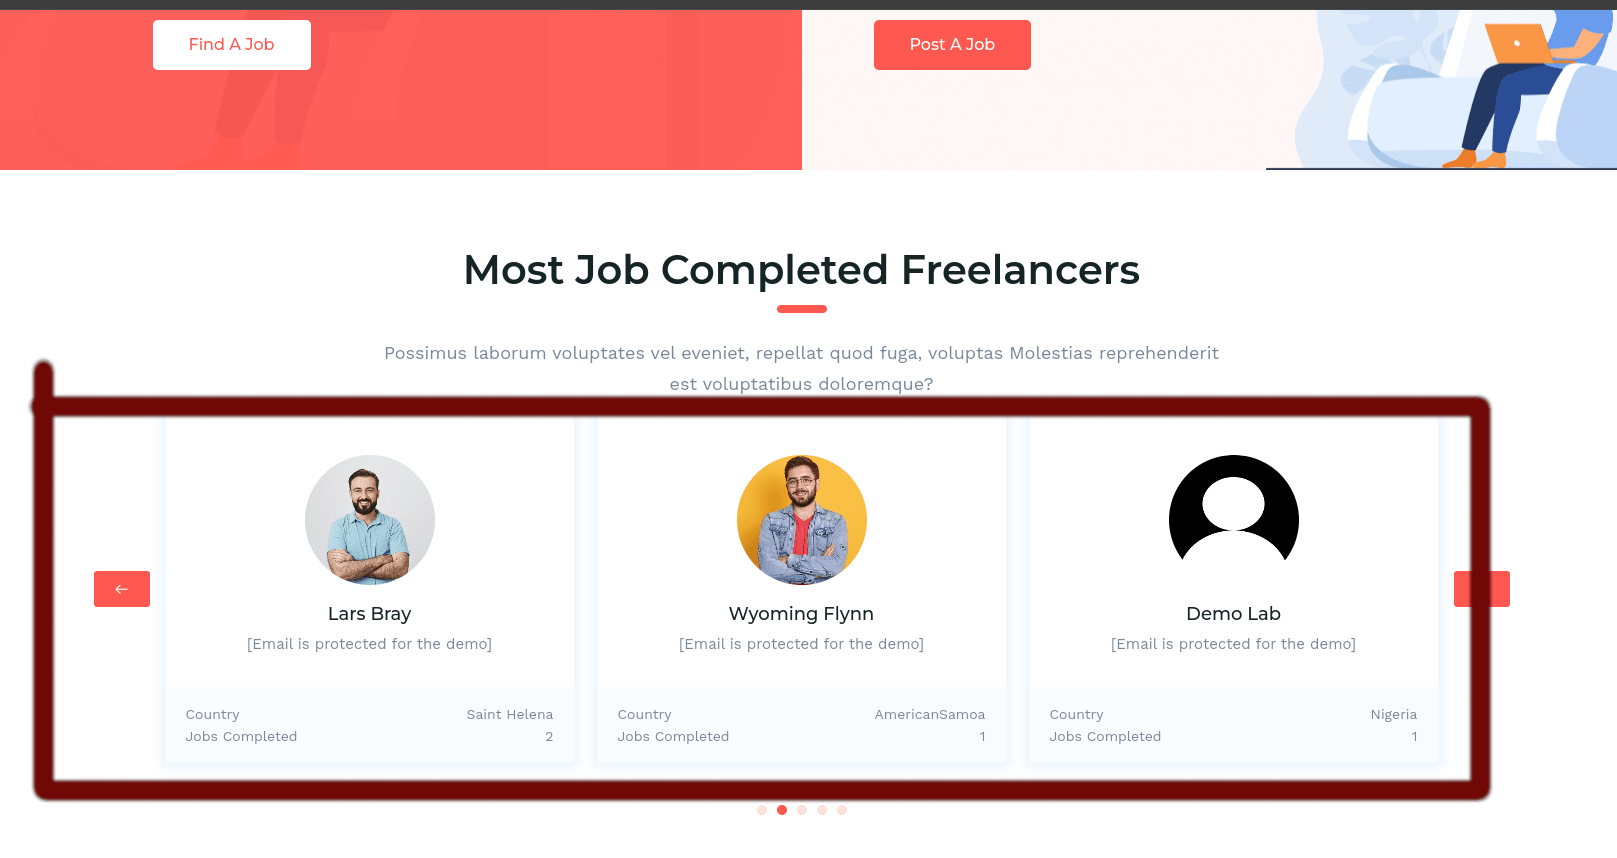 Find A Job
Post A Job
Most Job Completed Freelancers
Possimus laborum voluptates vel eveniet, repellat quod fuga, voluptas Molestias reprehenderit
est voluptatibus doloremque?
Lars Bray
[Email is protected for the demo]
Country Saint Helena
Jobs Completed 2
Wyoming Flynn
[Email is protected for the demo]
Country AmericanSamoa
Jobs Completed 1
Demo Lab
[Email is protected for the demo]
Country Nigeria
Jobs Completed 1